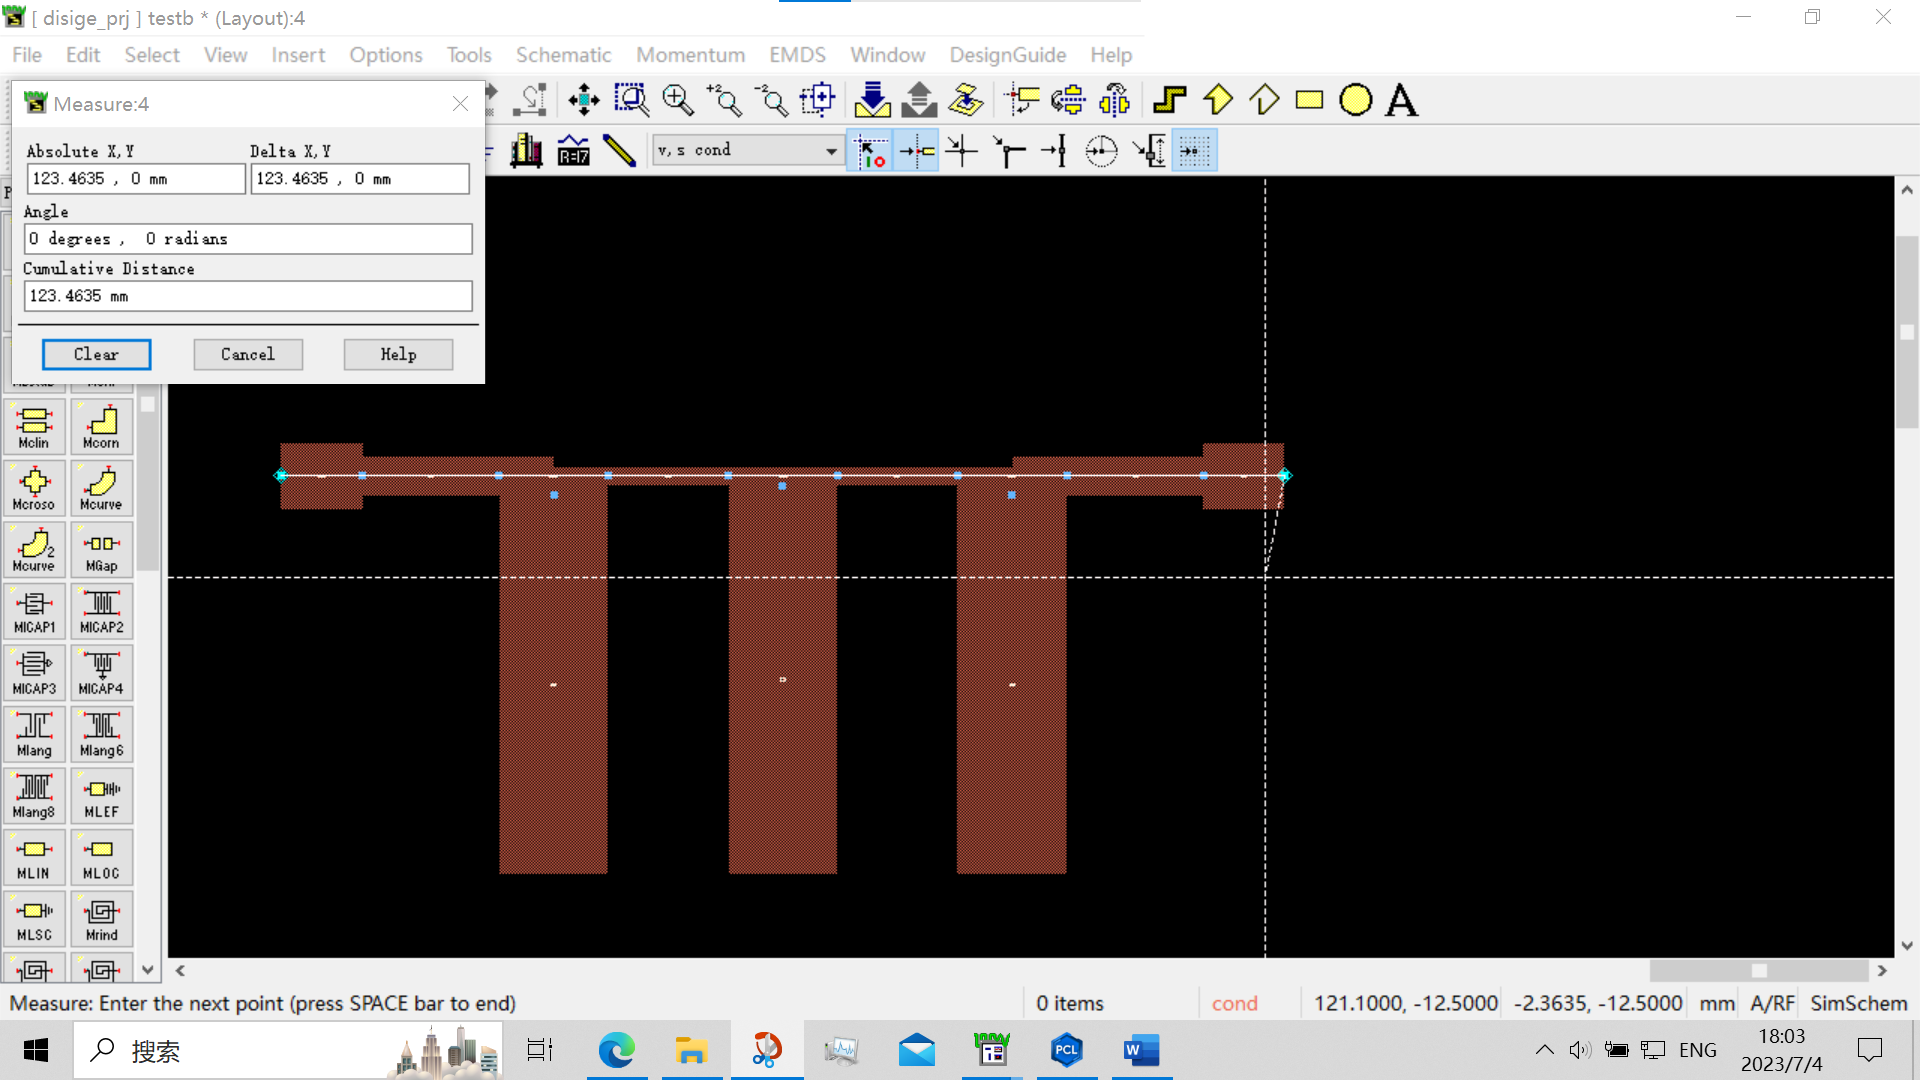 [ disige_prj ] testb * (Layout):4
File Edit Select View Insert Options Tools Schematic Momentum EMDS Window DesignGuide Help
Measure:4
Absolute X,Y Delta X,Y
123.4635 , 0 mm 123.4635 , 0 mm
Angle
0 degrees , 0 radians
Cumulative Distance
123.4635 mm
Clear Cancel Help
R=17
v,s cond
A
Mclin Mcorn
Mcroso Mcurve
Mcurve MGap
MICAP1 MICAP2
MICAP3 MICAP4
Mlang Mlang6
Mlang8 MLEF
MLIN MLOC
MLSC Mrind
Measure: Enter the next point (press SPACE bar to end) 0 items cond 121.1000, -12.5000 -2.3635, -12.5000 mm A/RF SimSchem
搜索
PCL
W
ENG
18:03
2023/7/4